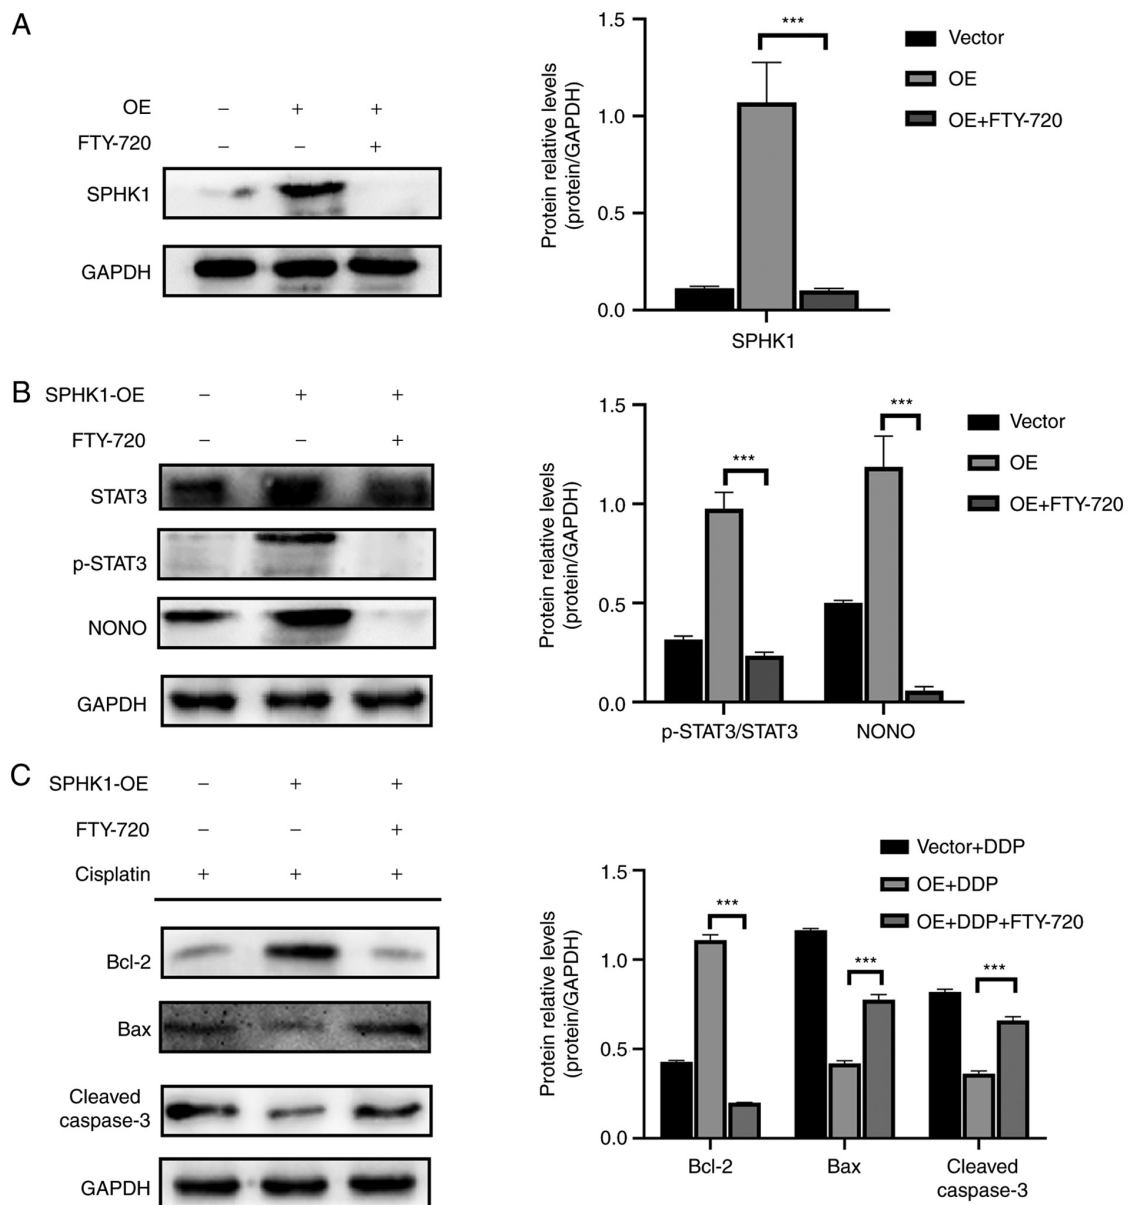 A
OE – + +
FTY-720 – – +
SPHK1
GAPDH
Protein relative levels
(protein/GAPDH)
1.5
1.0
0.5
0.0
***
SPHK1
Vector
OE
OE+FTY-720
B
SPHK1-OE – + +
FTY-720 – – +
STAT3
p-STAT3
NONO
GAPDH
Protein relative levels
(protein/GAPDH)
1.5
1.0
0.5
0.0
***
***
p-STAT3/STAT3 NONO
Vector
OE
OE+FTY-720
C
SPHK1-OE – + +
FTY-720 – – +
Cisplatin + + +
Bcl-2
Bax
Cleaved
caspase-3
GAPDH
Protein relative levels
(protein/GAPDH)
1.5
1.0
0.5
0.0
***
***
***
Bcl-2 Bax Cleaved
caspase-3
Vector+DDP
OE+DDP
OE+DDP+FTY-720